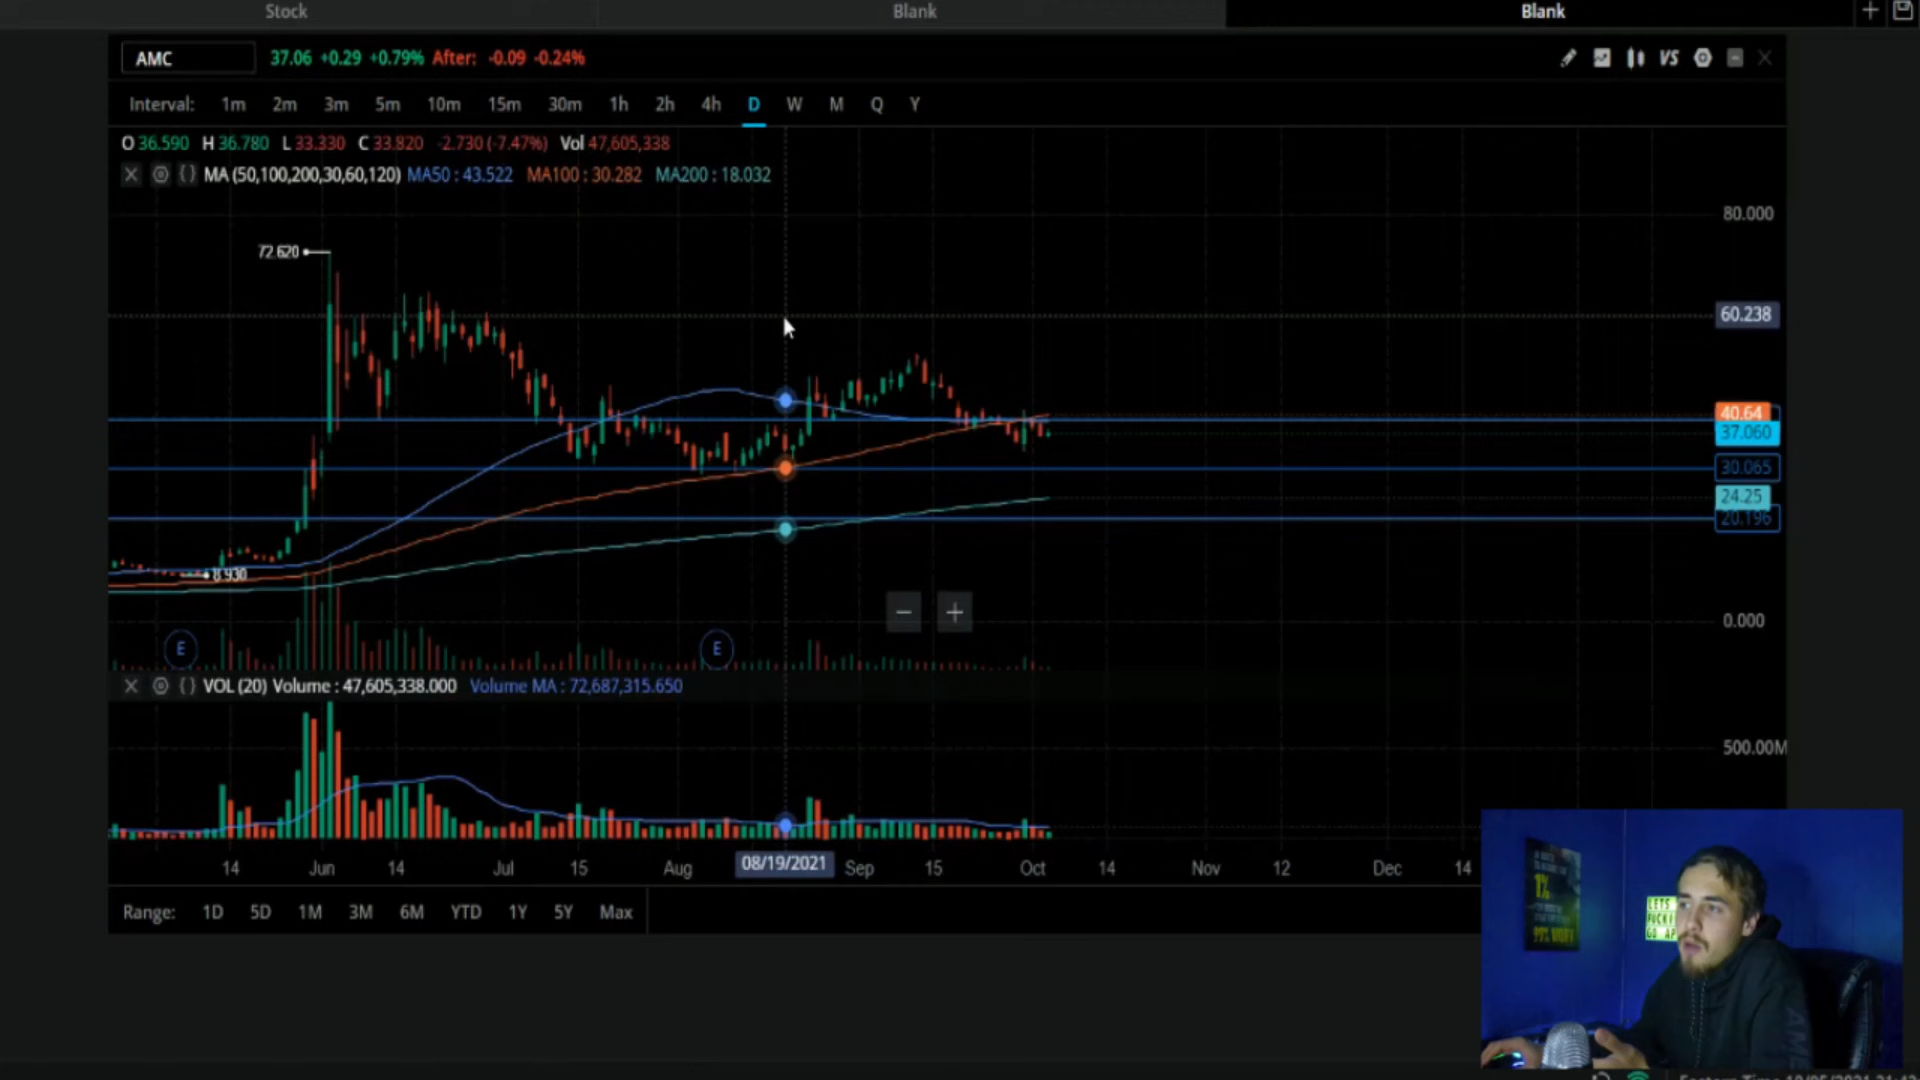 Stock Blank Blank
AMC 37.06 +0.29 +0.79% After: -0.09 -0.24% VS
Interval: 1m 2m 3m 5m 10m 15m 30m 1h 2h 4h D W M Q Y
O 36.590 H 36.780 L 33.330 C 33.820 -2.730 (-7.47%) Vol 47,605,338
MA (50,100,200,30,60,120) MA50 : 43.522 MA100 : 30.282 MA200 : 18.032
80.000
72.620
60.238
40.64
37.060
30.065
24.25
20.196
8.930
0.000
E E
VOL (20) Volume : 47,605,338.000 Volume MA : 72,687,315.650
500.00M
14 Jun 14 Jul 15 Aug 08/19/2021 Sep 15 Oct 14 Nov 12 Dec 14
Range: 1D 5D 1M 3M 6M YTD 1Y 5Y Max
1%
LETS
GO